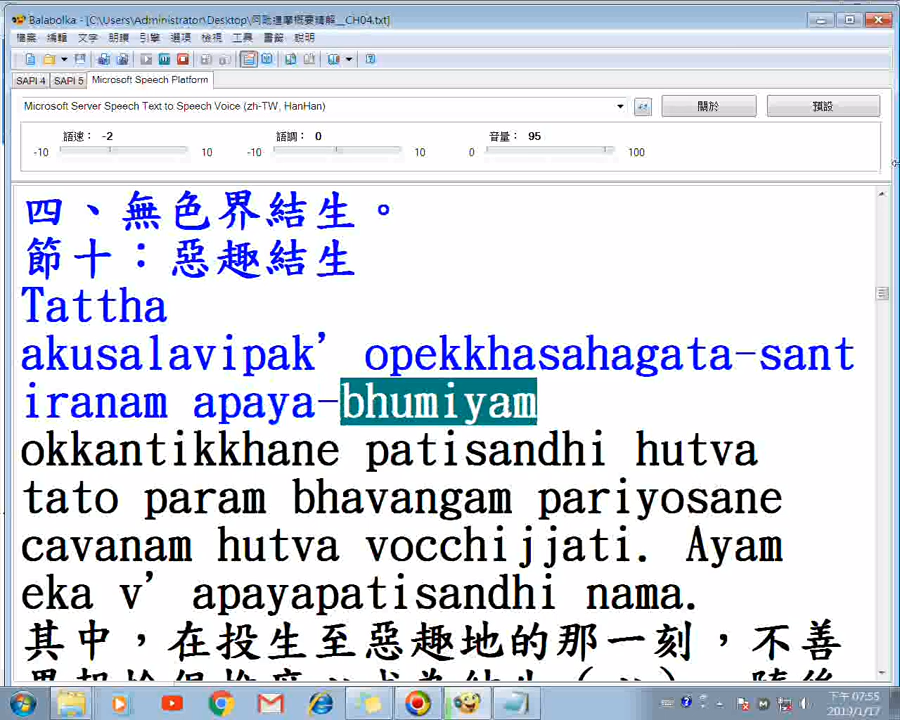 Balabolka - [C:\Users\Administrator\Desktop\阿毗達摩概要精解__CH04.txt]
檔案 編輯 文字 朗讀 引擎 選項 檢視 工具 書籤 說明
SAPI 4 SAPI 5 Microsoft Speech Platform
Microsoft Server Speech Text to Speech Voice (zh-TW, HanHan) 關於 預設
語速： -2 語調： 0 音量： 95
-10 10 -10 10 0 100
四、無色界結生。
節十：惡趣結生
Tattha
akusalavipak’ opekkhasahagata-sant
iranam apaya-bhumiyam
okkantikkhane patisandhi hutva
tato param bhavangam pariyosane
cavanam hutva vocchijjati. Ayam
eka v’ apayapatisandhi nama.
其中，在投生至惡趣地的那一刻，不善
下午 07:55
2019/1/17